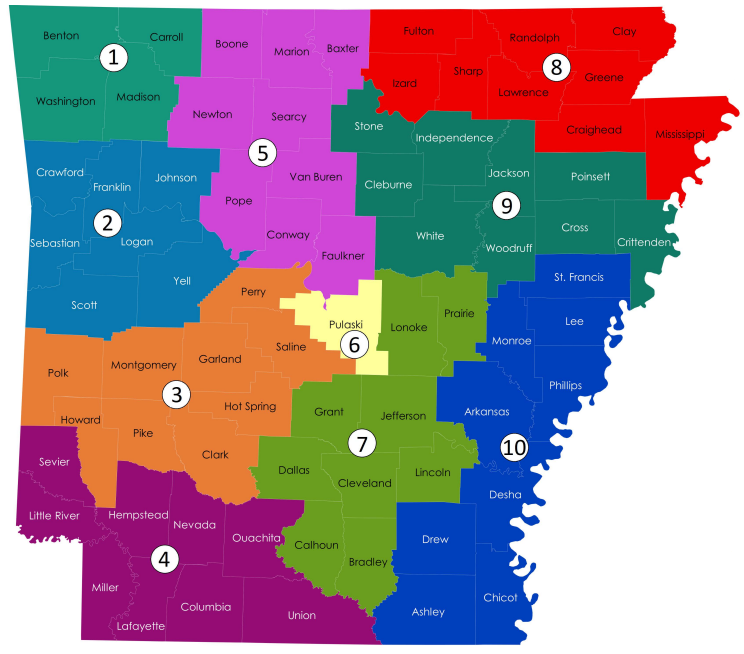 Benton
Carroll
Boone
Marion
Baxter
Fulton
Randolph
Clay
1
8
Washington
Madison
Izard
Sharp
Lawrence
Greene
Newton
Searcy
Stone
Independence
Craighead
Mississippi
5
Crawford
Franklin
Johnson
Van Buren
Cleburne
Jackson
Poinsett
2
Pope
9
Sebastian
Logan
Conway
White
Woodruff
Cross
Crittenden
Faulkner
Scott
Yell
Perry
St. Francis
Pulaski
Lonoke
Prairie
Monroe
Lee
6
Saline
Polk
Montgomery
Garland
Phillips
3
Howard
Hot Spring
Grant
Jefferson
Arkansas
Pike
Clark
7
10
Sevier
Dallas
Cleveland
Lincoln
Desha
Little River
Hempstead
Nevada
Ouachita
Calhoun
Drew
4
Bradley
Miller
Columbia
Union
Ashley
Chicot
Lafayette